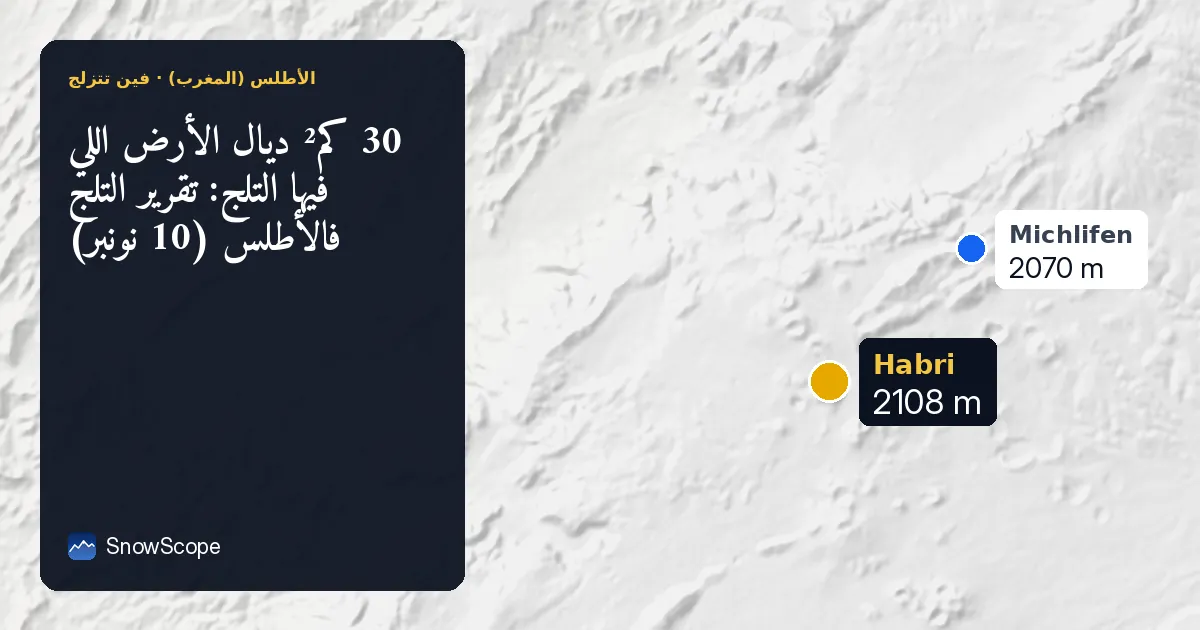 الأطلس (المغرب) · فين تتزلج
30 كم² ديال الأرض اللي
فيها التلج: تقرير التلج
فالأطلس (10 نونبر)
Michlifen
2070 m
Habri
2108 m
SnowScope